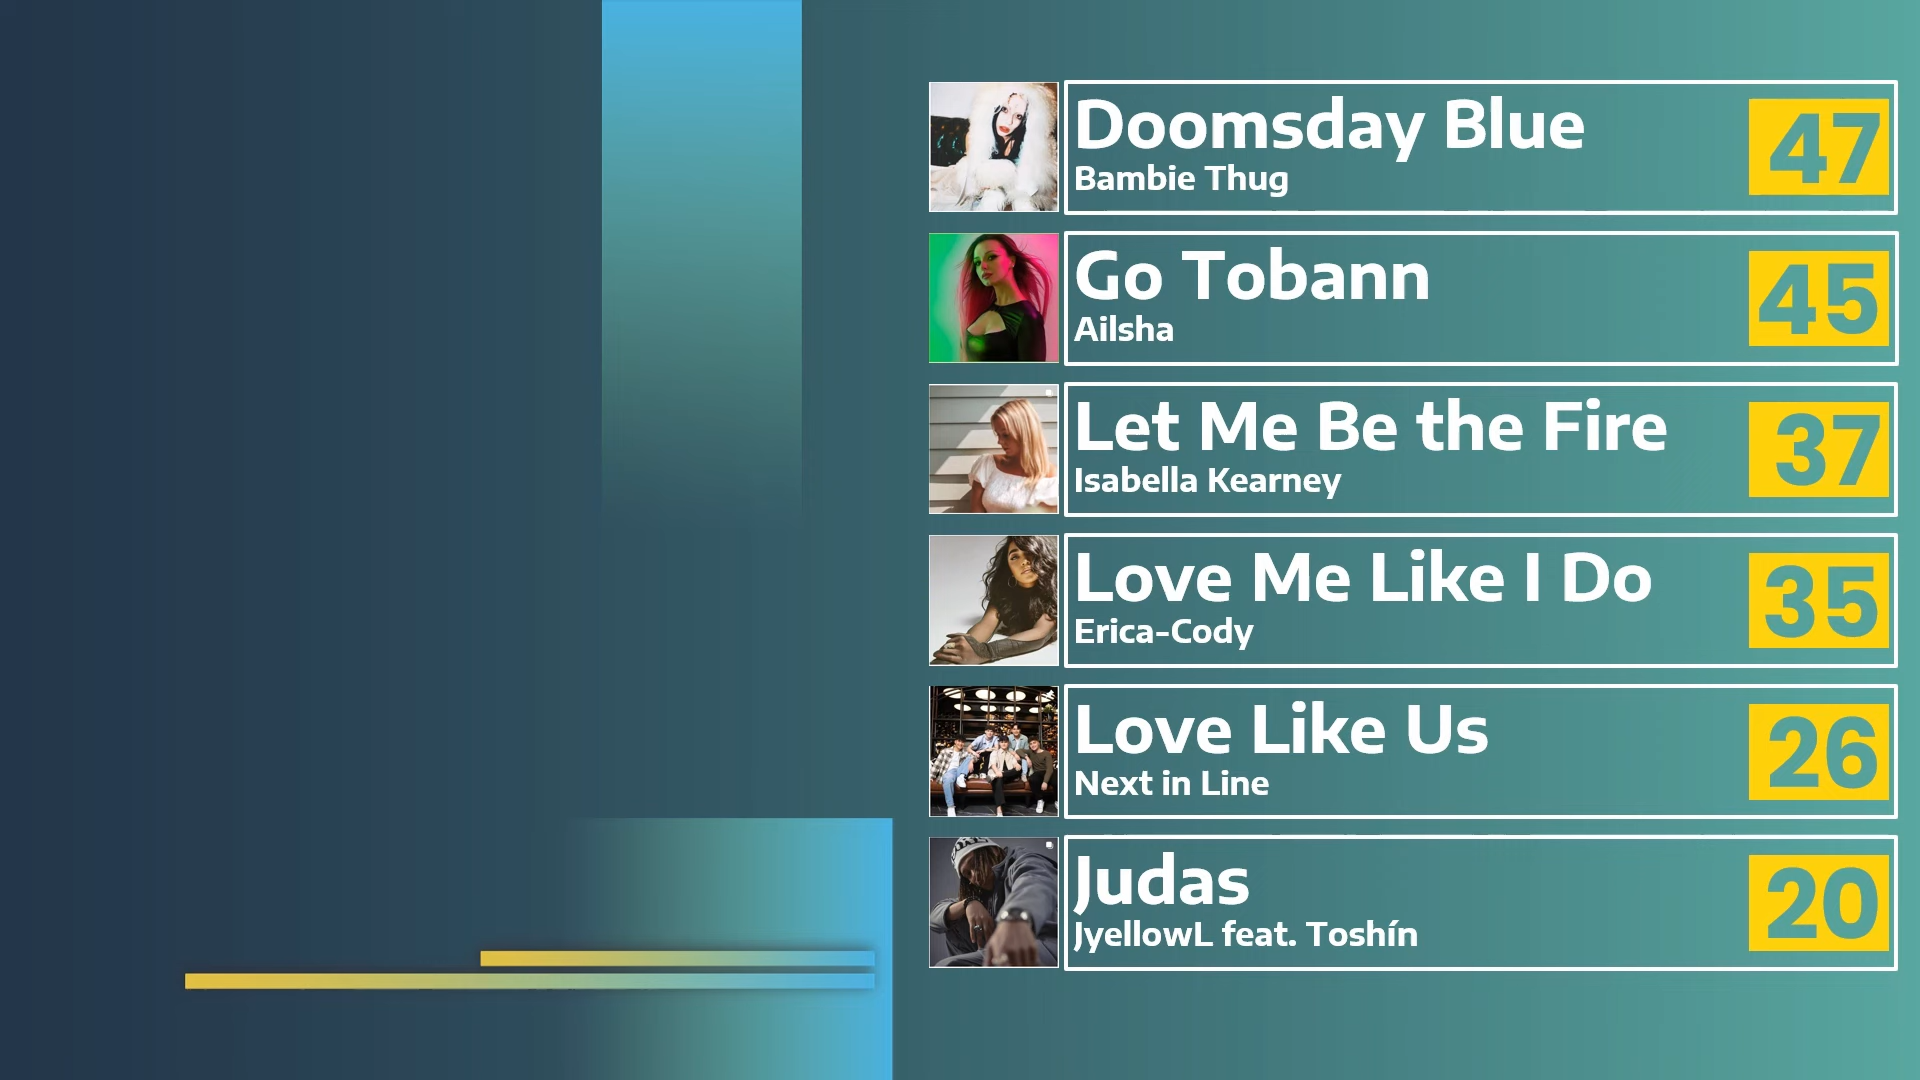 Doomsday Blue
Bambie Thug
47
Go Tobann
Ailsha
45
Let Me Be the Fire
Isabella Kearney
37
Love Me Like I Do
Erica-Cody
35
Love Like Us
Next in Line
26
Judas
JyellowL feat. Toshín
20